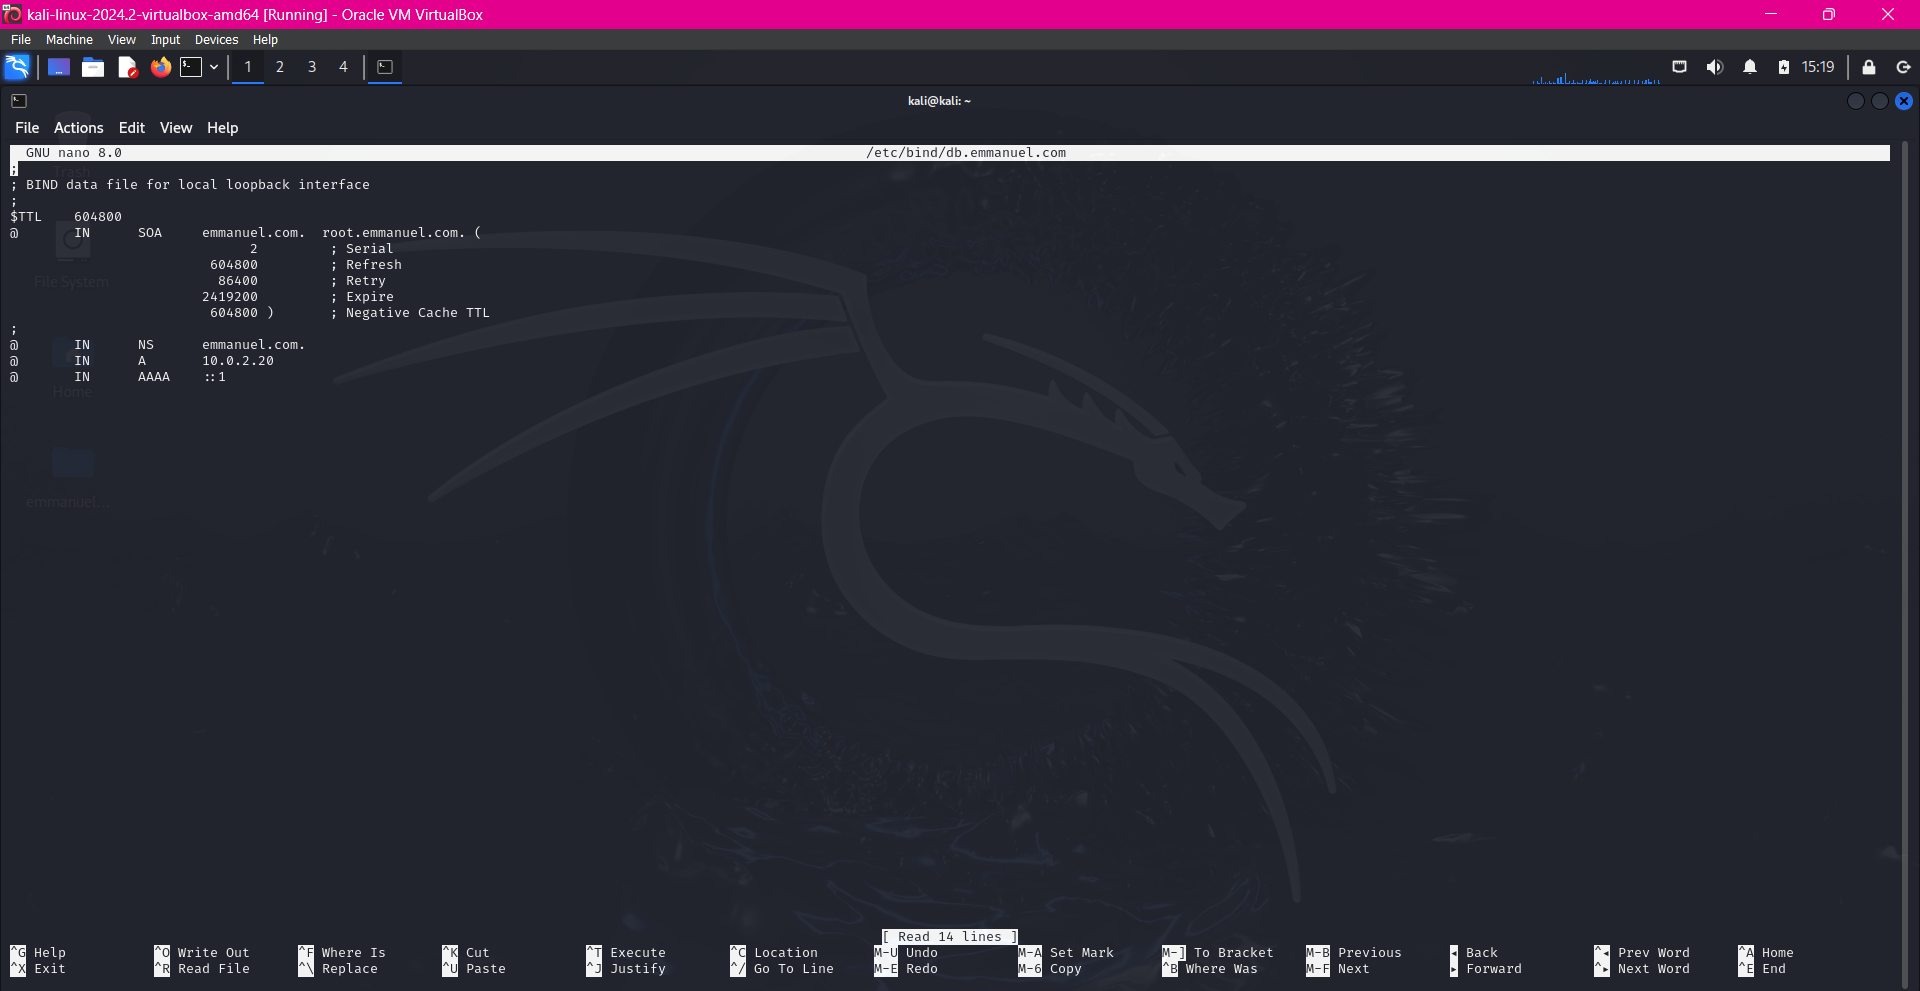 kali-linux-2024.2-virtualbox-amd64 [Running] - Oracle VM VirtualBox
File Machine View Input Devices Help
1 2 3 4 15:19
kali@kali: ~
File Actions Edit View Help
GNU nano 8.0 /etc/bind/db.emmanuel.com
;
Trash
; BIND data file for local loopback interface
;
$TTL 604800
@ IN SOA emmanuel.com. root.emmanuel.com. (
2 ; Serial
604800 ; Refresh
86400 ; Retry
File System
2419200 ; Expire
604800 ) ; Negative Cache TTL
;
@ IN NS emmanuel.com.
@ IN A 10.0.2.20
@ IN AAAA ::1
Home
emmanuel....
[ Read 14 lines ]
^G Help ^O Write Out ^F Where Is ^K Cut ^T Execute ^C Location M-U Undo M-A Set Mark M-] To Bracket M-B Previous ◂ Back ^◂ Prev Word ^A Home
^X Exit ^R Read File ^\ Replace ^U Paste ^J Justify ^/ Go To Line M-E Redo M-6 Copy ^B Where Was M-F Next ▸ Forward ^▸ Next Word ^E End